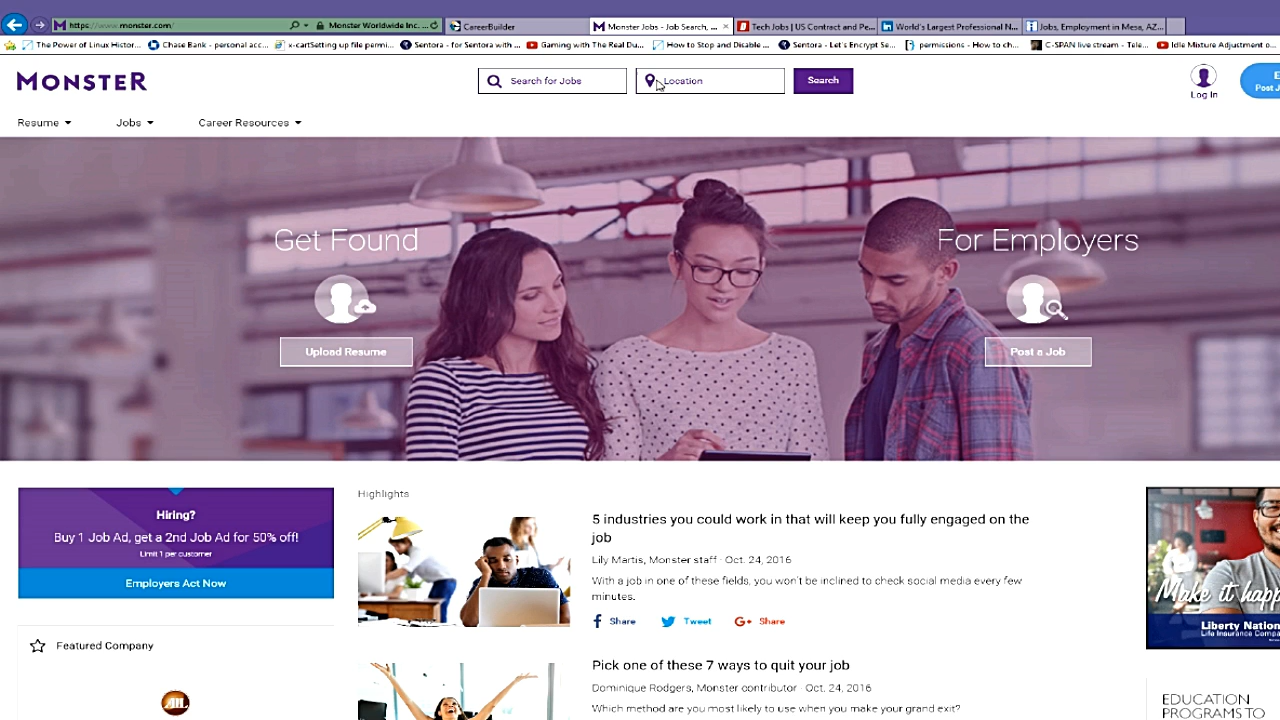 https://www.monster.com/
Monster Worldwide Inc. ...
CareerBuilder
Monster Jobs - Job Search, ...
Tech Jobs | US Contract and Pe...
World's Largest Professional N...
Jobs, Employment in Mesa, AZ...
The Power of Linux Histor...
Chase Bank - personal acc...
x-cartSetting up file permi...
Sentora - for Sentora with ...
Gaming with The Real Du...
How to Stop and Disable ...
Sentora - Let's Encrypt Se...
permissions - How to ch...
C-SPAN live stream - Tele...
Idle Mixture Adjustment o...
MONSTER
Search for Jobs
Location
Search
Log In
Post J
Resume
Jobs
Career Resources
Get Found
For Employers
Upload Resume
Post a Job
Hiring?
Buy 1 Job Ad, get a 2nd Job Ad for 50% off!
Limit 1 per customer
Employers Act Now
Featured Company
Highlights
5 industries you could work in that will keep you fully engaged on the
job
Lily Martis, Monster staff · Oct. 24, 2016
With a job in one of these fields, you won't be inclined to check social media every few
minutes.
Share
Tweet
G+ Share
Pick one of these 7 ways to quit your job
Dominique Rodgers, Monster contributor · Oct. 24, 2016
Which method are you most likely to use when you make your grand exit?
Make it happ
Liberty Nation
Life Insurance Compa
EDUCATION
PROGRAMS TO